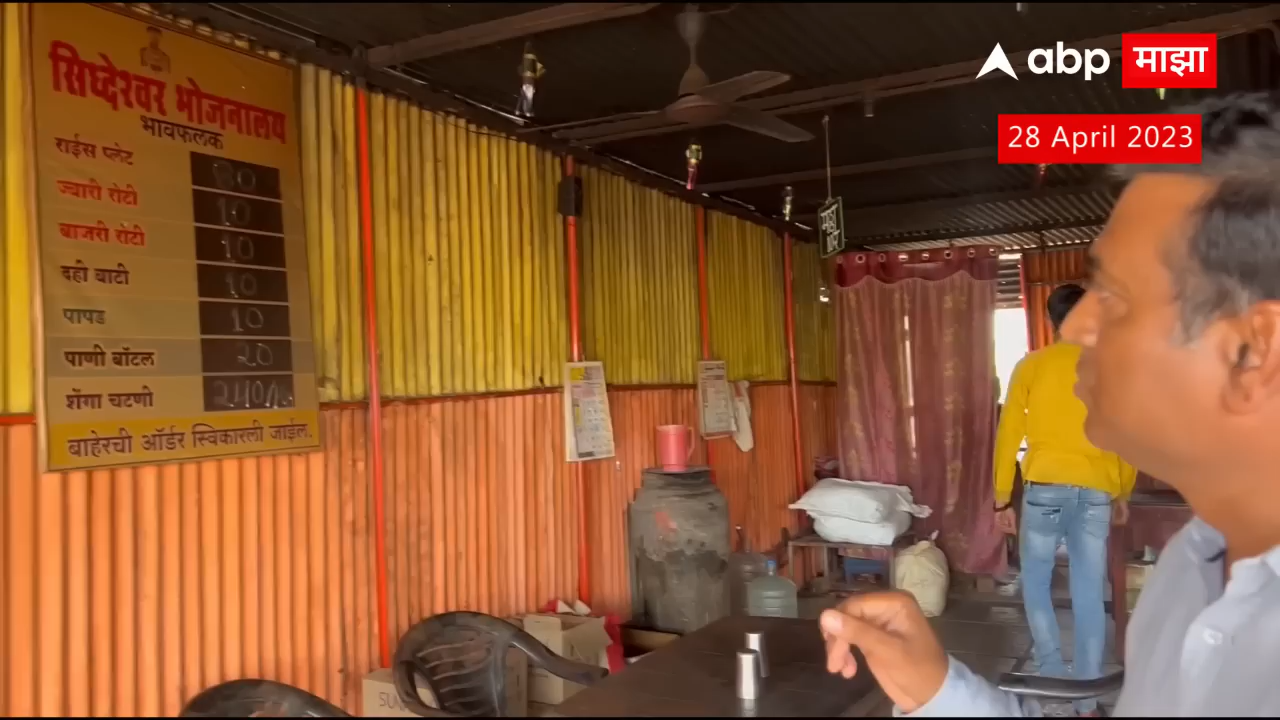 सिध्देश्वर भोजनालय
भावफलक
राईस प्लेट 80
ज्वारी रोटी 10
बाजरी रोटी 10
दही वाटी 10
पापड 10
पाणी बॉटल 20
शेंगा चटणी
बाहेरची ऑर्डर स्विकारली जाईल.
abp माझा
28 April 2023